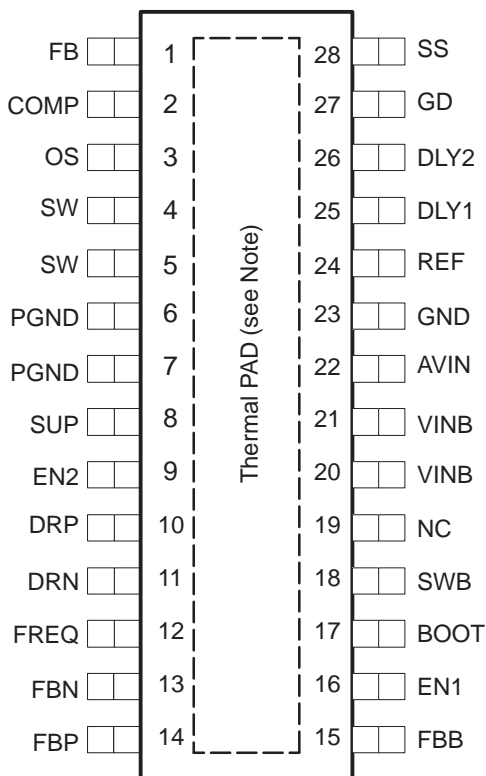 FB 1 28 SS
COMP 2 27 GD
OS 3 26 DLY2
SW 4 25 DLY1
SW 5 24 REF
PGND 6 23 GND
PGND 7 22 AVIN
SUP 8 21 VINB
EN2 9 20 VINB
DRP 10 19 NC
DRN 11 18 SWB
FREQ 12 17 BOOT
FBN 13 16 EN1
FBP 14 15 FBB
Thermal PAD (see Note)